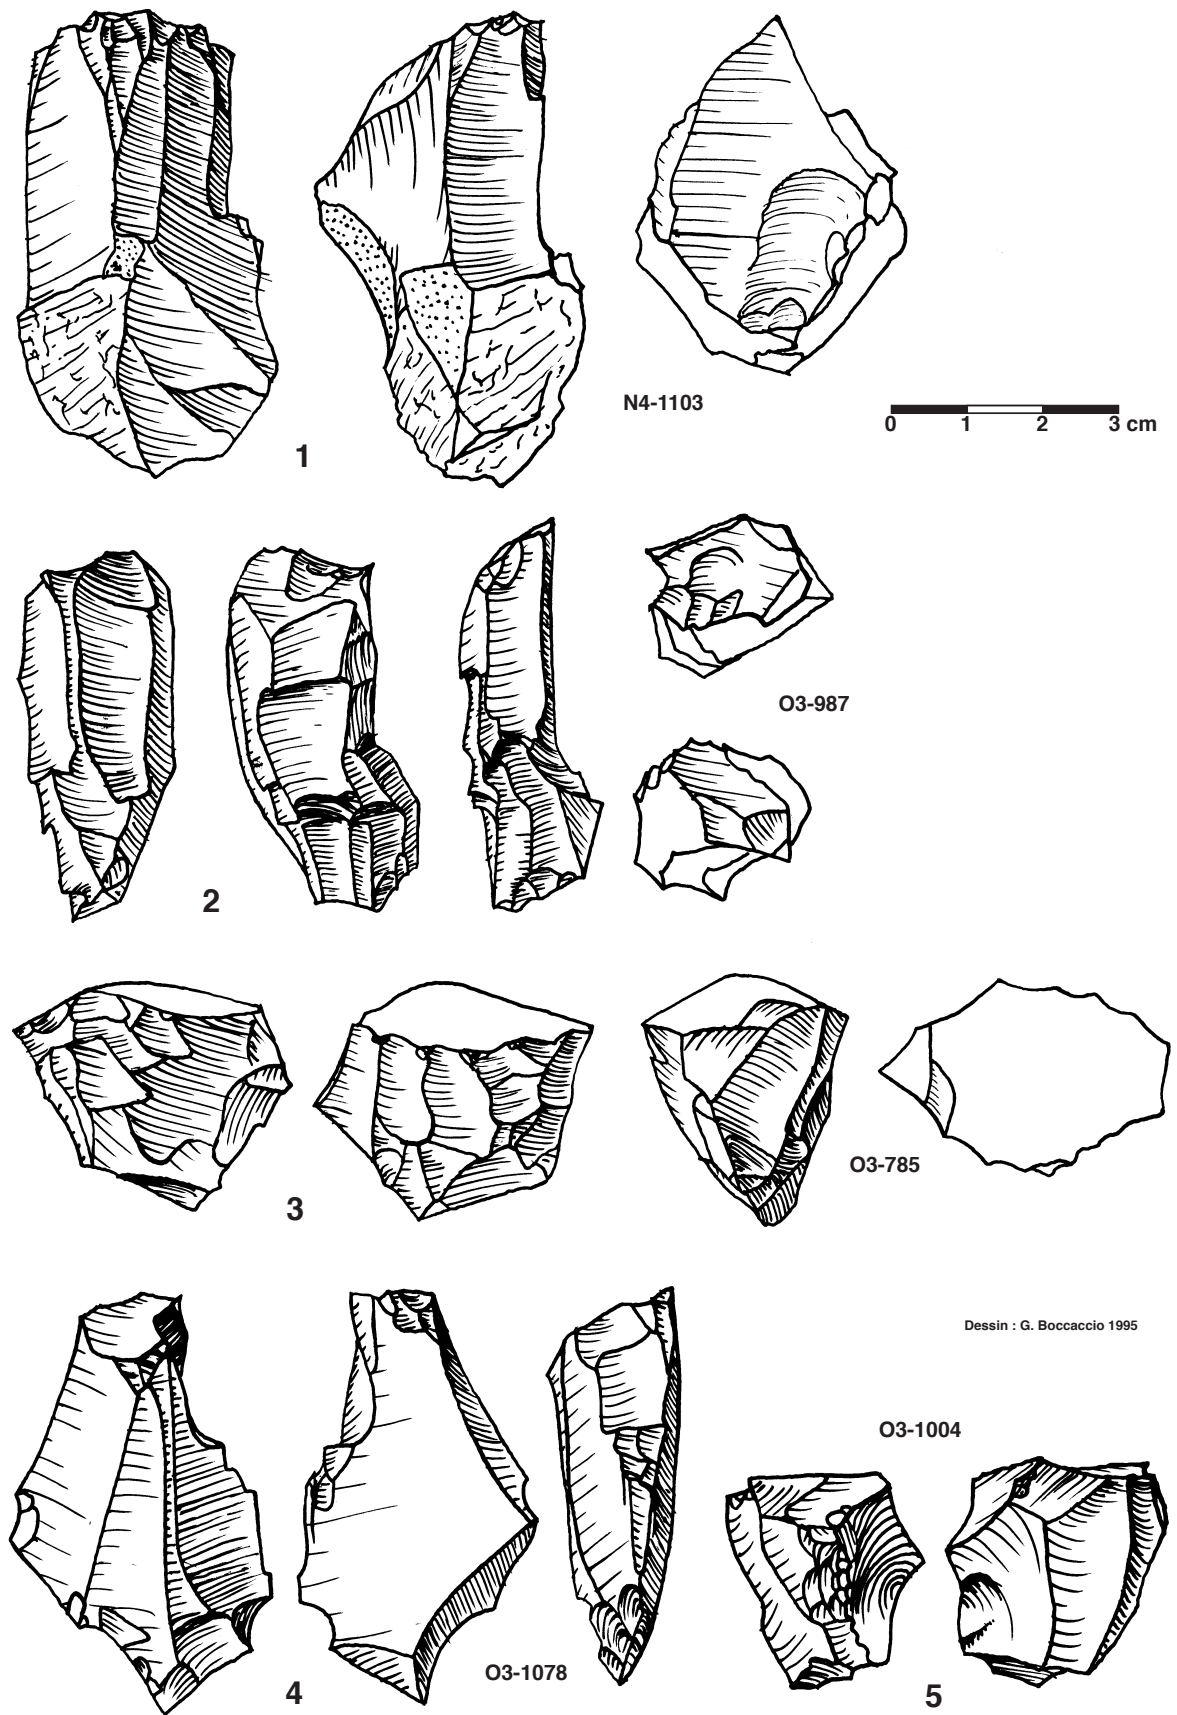 N4-1103
0 1 2 3 cm
1
O3-987
2
O3-785
3
Dessin : G. Boccaccio 1995
O3-1004
O3-1078
4
5